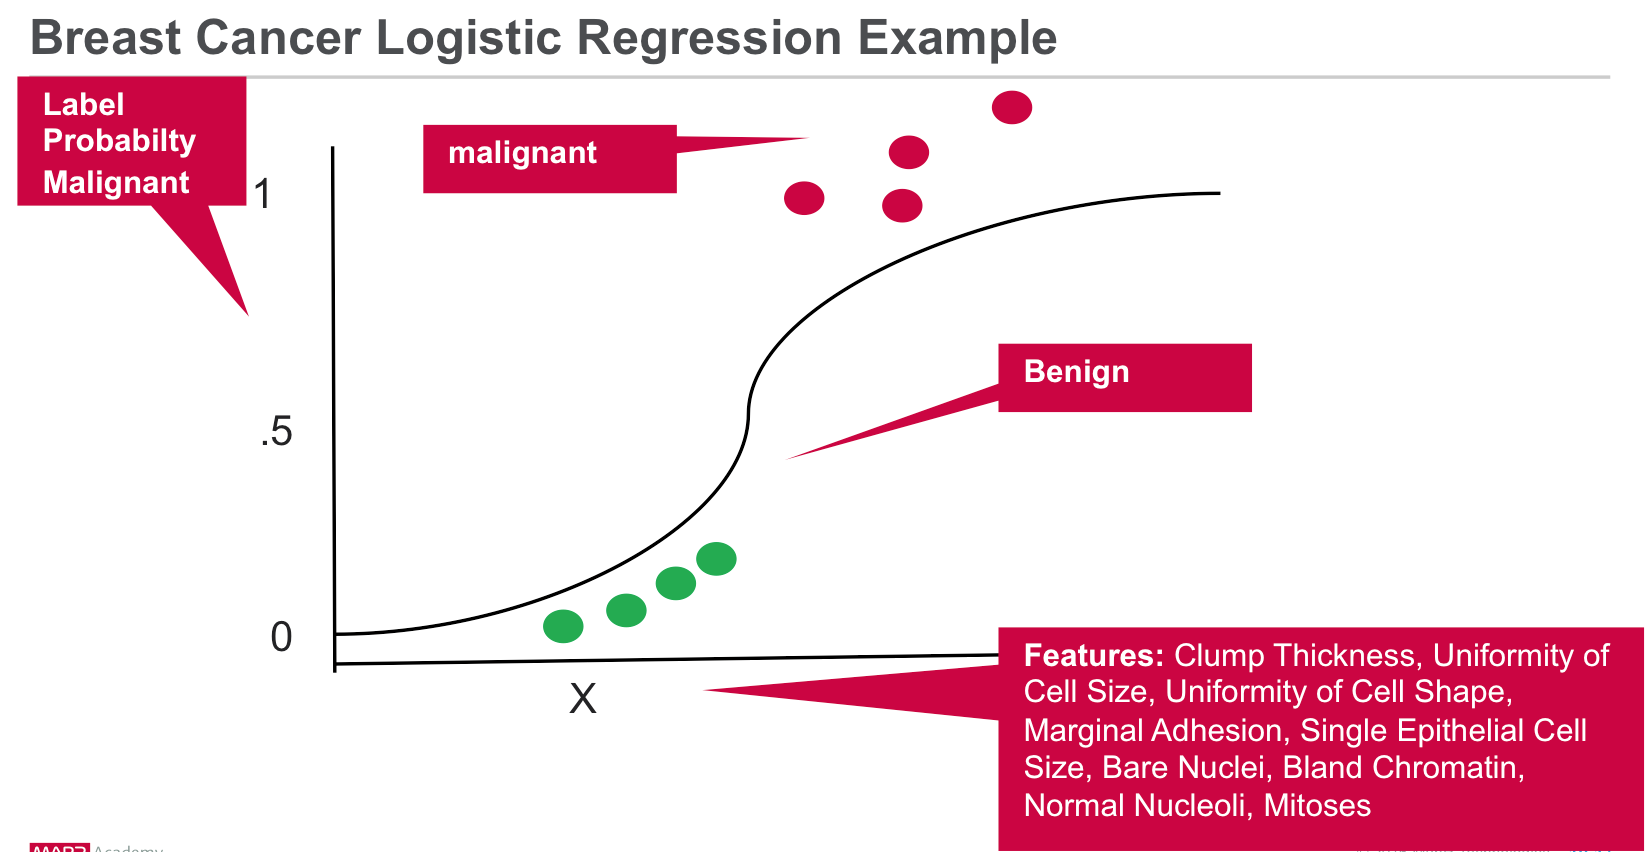 Breast Cancer Logistic Regression Example
Label
Probabilty
Malignant
malignant
1
Benign
.5
0
X
Features: Clump Thickness, Uniformity of
Cell Size, Uniformity of Cell Shape,
Marginal Adhesion, Single Epithelial Cell
Size, Bare Nuclei, Bland Chromatin,
Normal Nucleoli, Mitoses
Academy